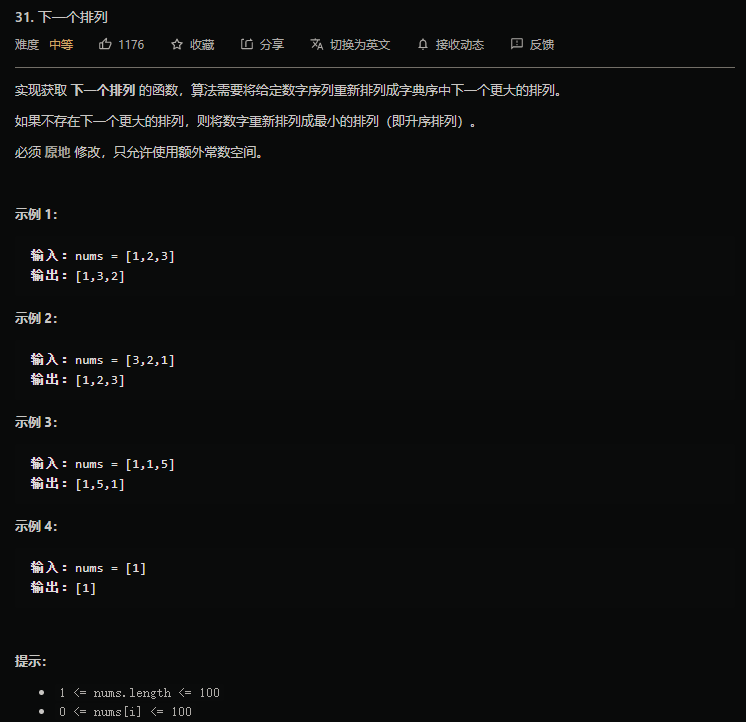 31. 下一个排列
难度 中等 1176 收藏 分享 切换为英文 接收动态 反馈
实现获取 下一个排列 的函数，算法需要将给定数字序列重新排列成字典序中下一个更大的排列。
如果不存在下一个更大的排列，则将数字重新排列成最小的排列（即升序排列）。
必须 原地 修改，只允许使用额外常数空间。
示例 1：
输入：nums = [1,2,3]
输出：[1,3,2]
示例 2：
输入：nums = [3,2,1]
输出：[1,2,3]
示例 3：
输入：nums = [1,1,5]
输出：[1,5,1]
示例 4：
输入：nums = [1]
输出：[1]
提示：
• 1 <= nums.length <= 100
• 0 <= nums[i] <= 100